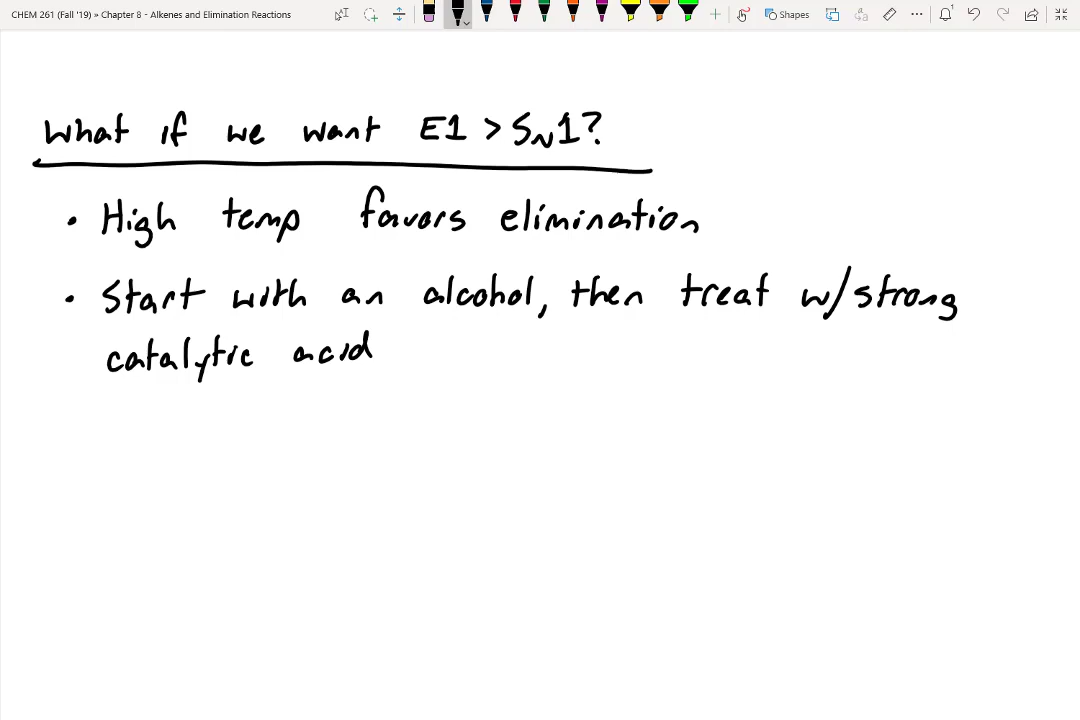 CHEM 261 (Fall '19) » Chapter 8 - Alkenes and Elimination Reactions
Shapes
What if we want E1 > SN1?
• High temp favors elimination
• Start with an alcohol, then treat w/strong
catalytic acid